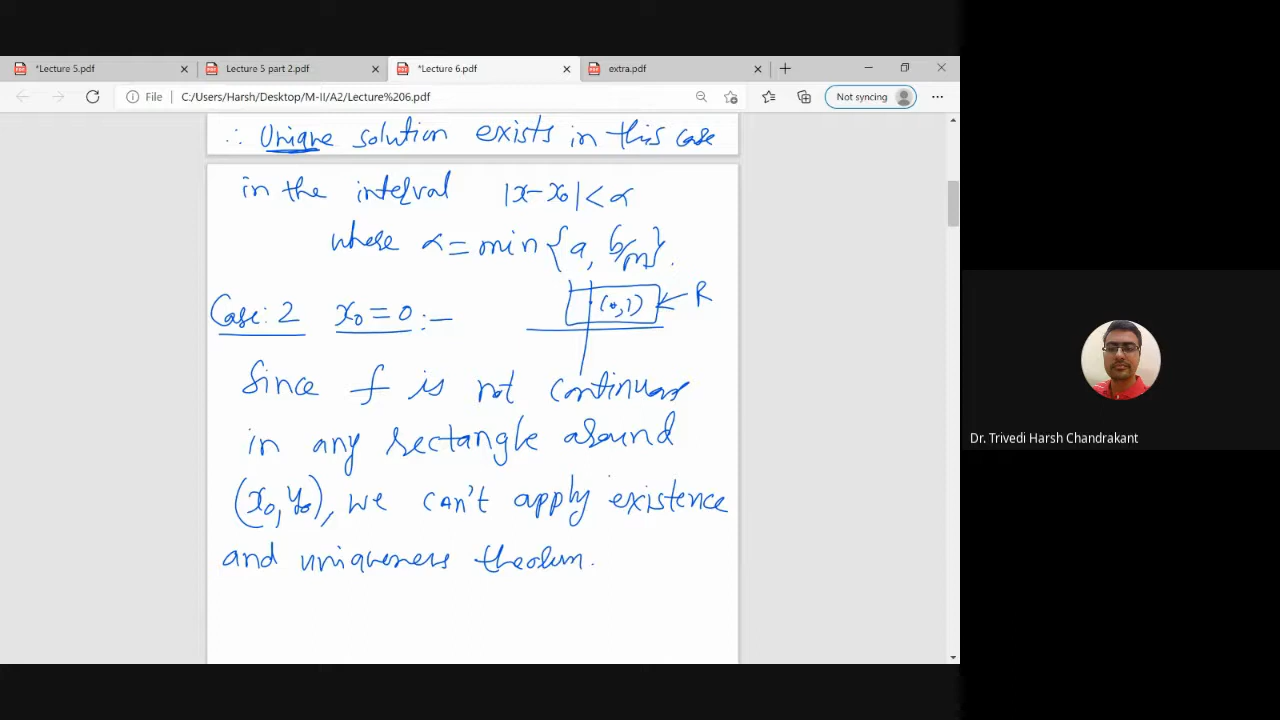 *Lecture 5.pdf
Lecture 5 part 2.pdf
*Lecture 6.pdf
extra.pdf
File
C:/Users/Harsh/Desktop/M-II/A2/Lecture%206.pdf
Not syncing
∴ Unique solution exists in this case
in the interval |x-x₀| < α
where α = min {a, b/m}.
Case: 2 x₀ = 0 :-
(0,1) ← R
Since f is not continuous
in any rectangle around
(x₀, y₀), we can't apply existence
and uniqueness theorem.
Dr. Trivedi Harsh Chandrakant